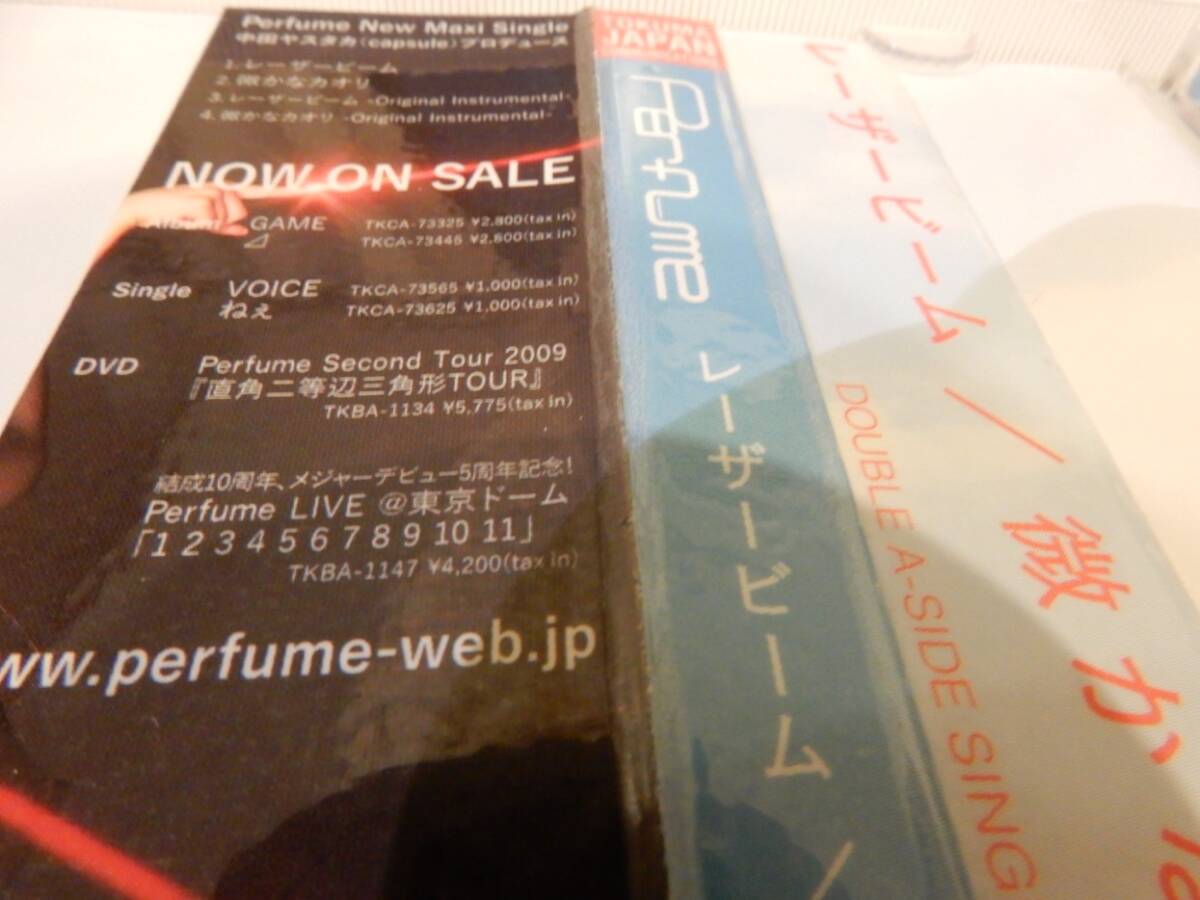 Perfume New Maxi Single
中田ヤスタカ(capsule)プロデュース
1.レーザービーム
2.微かなカオリ
3.レーザービーム -Original Instrumental-
4.微かなカオリ -Original Instrumental-
NOW ON SALE
Album GAME TKCA-73325 ¥2,800(tax in)
⊿ TKCA-73445 ¥2,800(tax in)
Single VOICE TKCA-73565 ¥1,000(tax in)
ねぇ TKCA-73625 ¥1,000(tax in)
DVD Perfume Second Tour 2009
『直角二等辺三角形TOUR』
TKBA-1134 ¥5,775(tax in)
結成10周年、メジャーデビュー5周年記念!
Perfume LIVE @東京ドーム
「1 2 3 4 5 6 7 8 9 10 11」
TKBA-1147 ¥4,200(tax in)
ww.perfume-web.jp
TOKUMA
JAPAN
Perfume
レーザービーム /
レーザービーム / 微か
DOUBLE A-SIDE SING